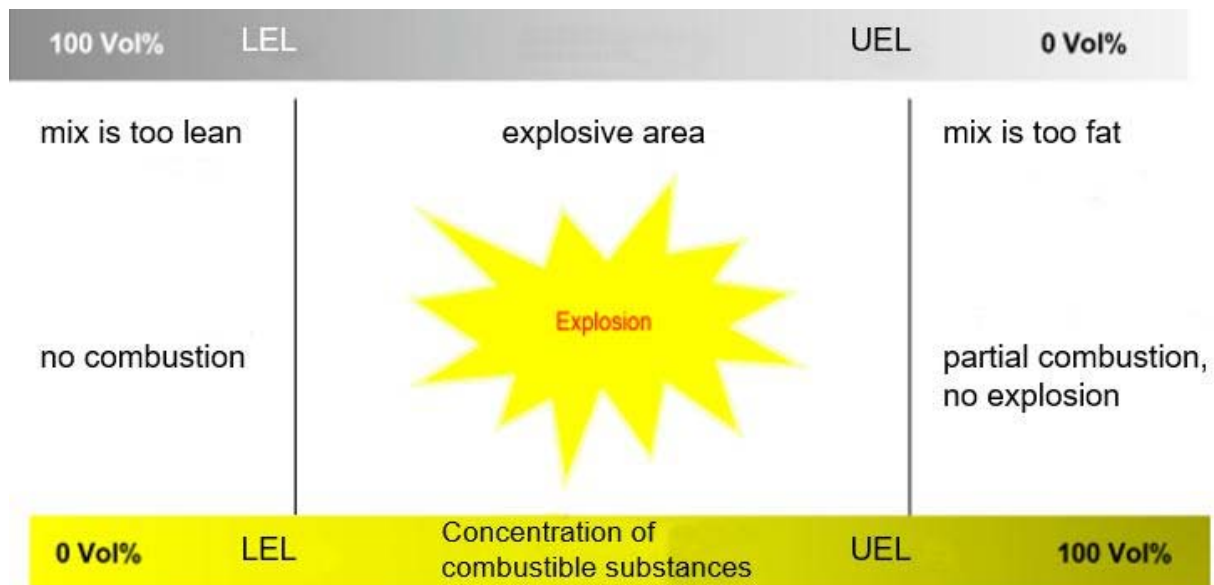 100 Vol% LEL UEL 0 Vol%
mix is too lean explosive area mix is too fat
Explosion
no combustion partial combustion,
no explosion
Concentration of
0 Vol% LEL combustible substances UEL 100 Vol%